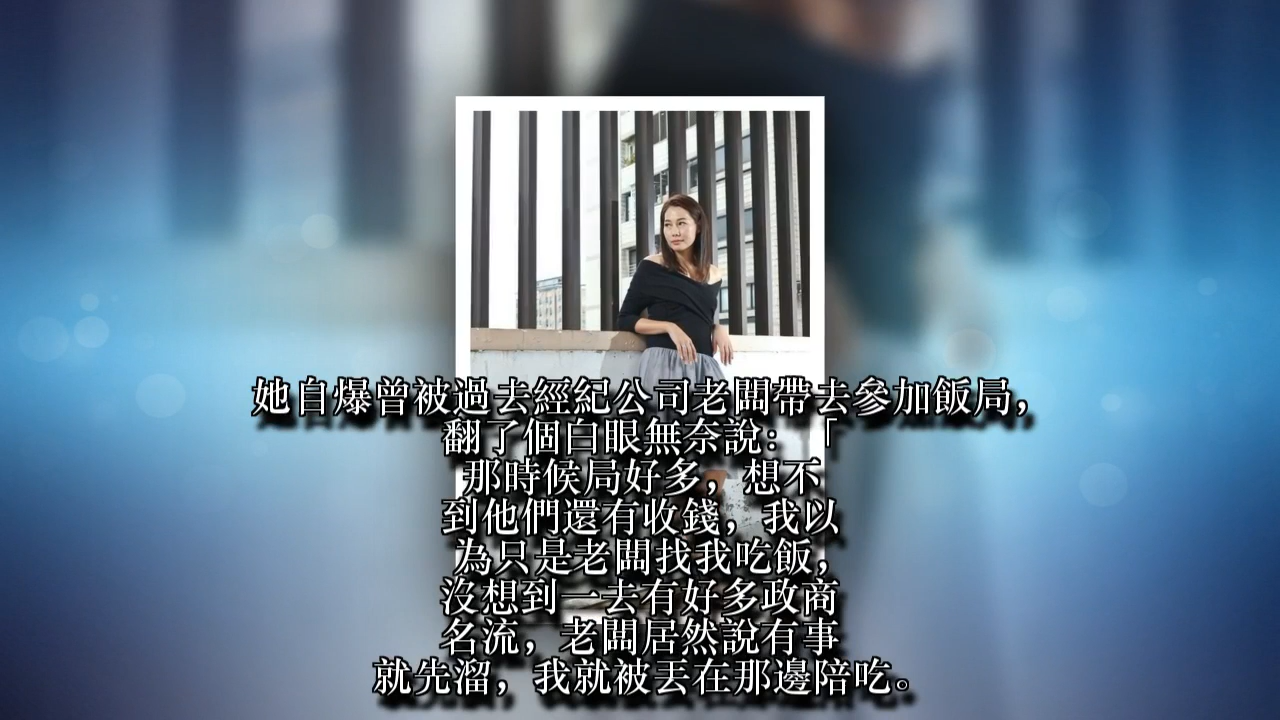 她自爆曾被過去經紀公司老闆帶去參加飯局，
翻了個白眼無奈說：「
那時候局好多，想不
到他們還有收錢，我以
為只是老闆找我吃飯，
沒想到一去有好多政商
名流，老闆居然說有事
就先溜，我就被丟在那邊陪吃。